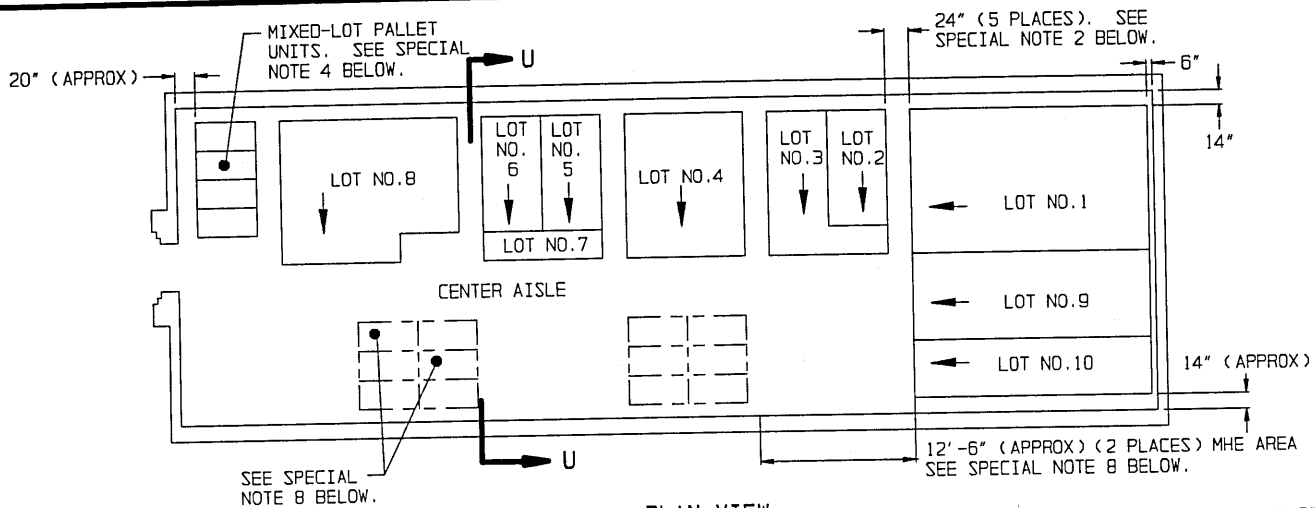 MIXED-LOT PALLET
UNITS. SEE SPECIAL
NOTE 4 BELOW.
20" (APPROX)
U
24" (5 PLACES). SEE
SPECIAL NOTE 2 BELOW.
6"
14"
LOT NO.8
LOT
NO.
6
LOT
NO.
5
LOT NO.7
LOT NO.4
LOT
NO.3
LOT
NO.2
LOT NO.1
LOT NO.9
LOT NO.10
CENTER AISLE
14" (APPROX)
12'-6" (APPROX) (2 PLACES) MHE AREA
SEE SPECIAL NOTE 8 BELOW.
U
SEE SPECIAL
NOTE 8 BELOW.
PLAN VIEW